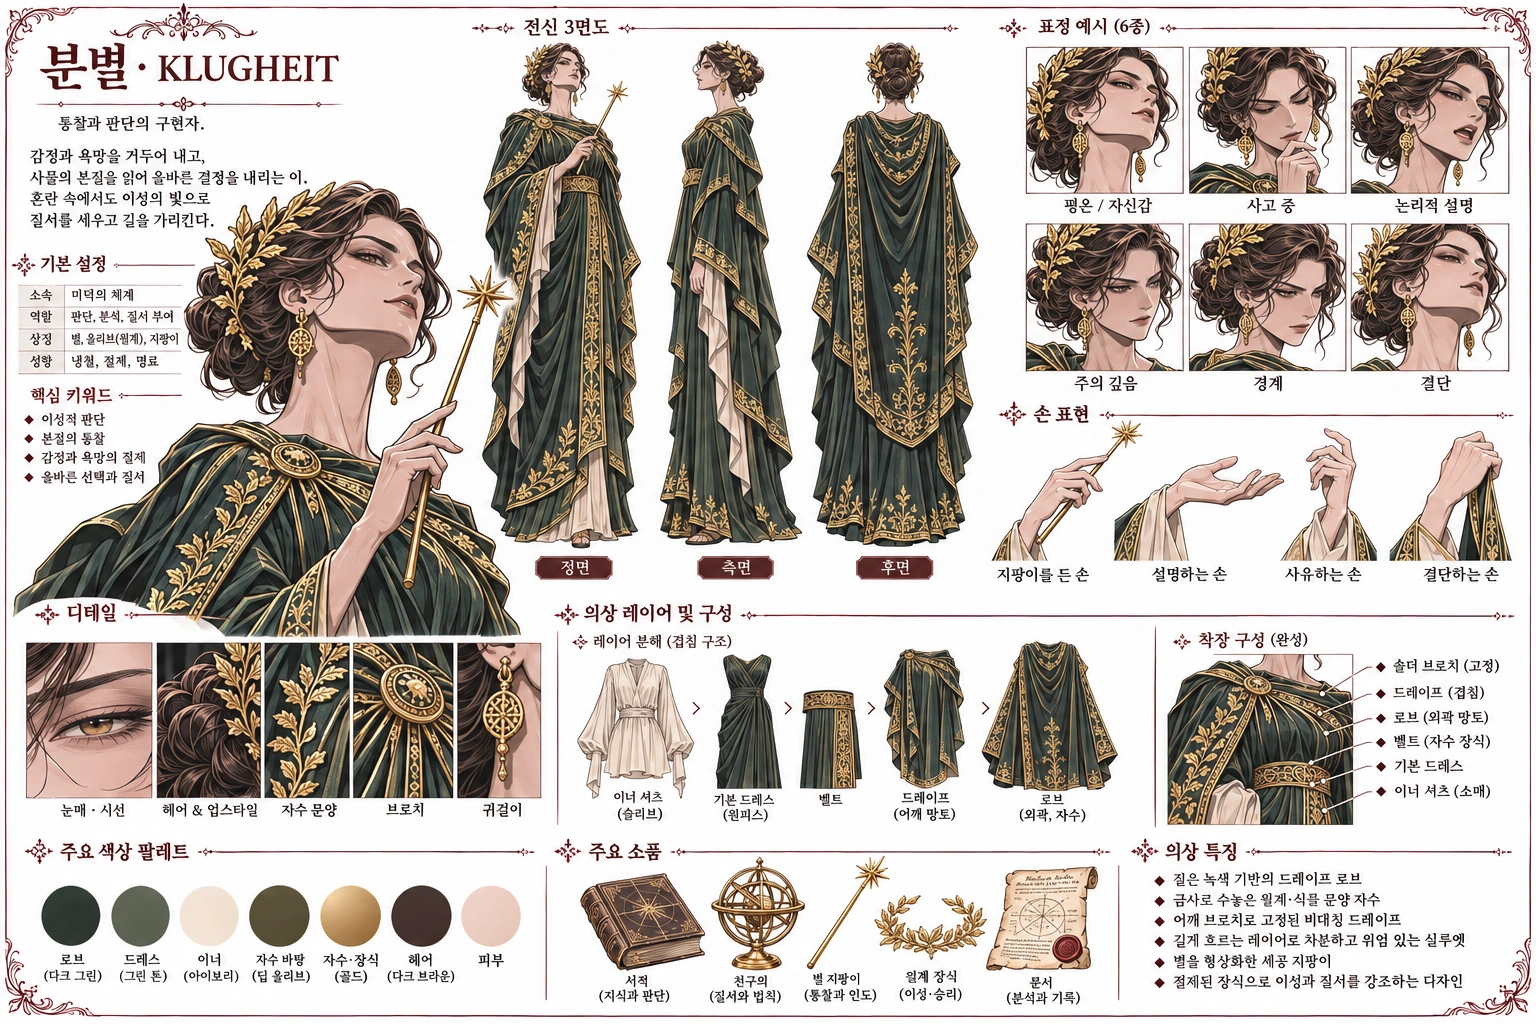 분별 · KLUGHEIT
통찰과 판단의 구현자.
감정과 욕망을 거두어 내고,
사물의 본질을 읽어 올바른 결정을 내리는 이.
혼란 속에서도 이성의 빛으로
질서를 세우고 길을 가리킨다.
기본 설정
소속 미덕의 체계
역할 판단, 분석, 질서 부여
상징 별, 올리브(월계), 지팡이
성향 냉철, 절제, 명료
핵심 키워드
◆ 이성적 판단
◆ 본질의 통찰
◆ 감정과 욕망의 절제
◆ 올바른 선택과 질서
전신 3면도
정면
측면
후면
표정 예시 (6종)
평온 / 자신감
사고 중
논리적 설명
주의 깊음
경계
결단
손 표현
지팡이를 든 손
설명하는 손
사유하는 손
결단하는 손
디테일
눈매 · 시선
헤어 & 업스타일
자수 문양
브로치
귀걸이
의상 레이어 및 구성
레이어 분해 (겹침 구조)
이너 셔츠
(슬리브)
기본 드레스
(원피스)
벨트
드레이프
(어깨 망토)
로브
(외곽, 자수)
착장 구성 (완성)
◆ 숄더 브로치 (고정)
◆ 드레이프 (겹침)
◆ 로브 (외곽 망토)
◆ 벨트 (자수 장식)
◆ 기본 드레스
◆ 이너 셔츠 (소매)
주요 색상 팔레트
로브
(다크 그린)
드레스
(그린 톤)
이너
(아이보리)
자수 바탕
(딥 올리브)
자수·장식
(골드)
헤어
(다크 브라운)
피부
주요 소품
서적
(지식과 판단)
천구의
(질서와 법칙)
별 지팡이
(통찰과 인도)
월계 장식
(이성·승리)
문서
(분석과 기록)
의상 특징
◆ 짙은 녹색 기반의 드레이프 로브
◆ 금사로 수놓은 월계·식물 문양 자수
◆ 어깨 브로치로 고정된 비대칭 드레이프
◆ 길게 흐르는 레이어로 차분하고 위엄 있는 실루엣
◆ 별을 형상화한 세공 지팡이
◆ 절제된 장식으로 이성과 질서를 강조하는 디자인